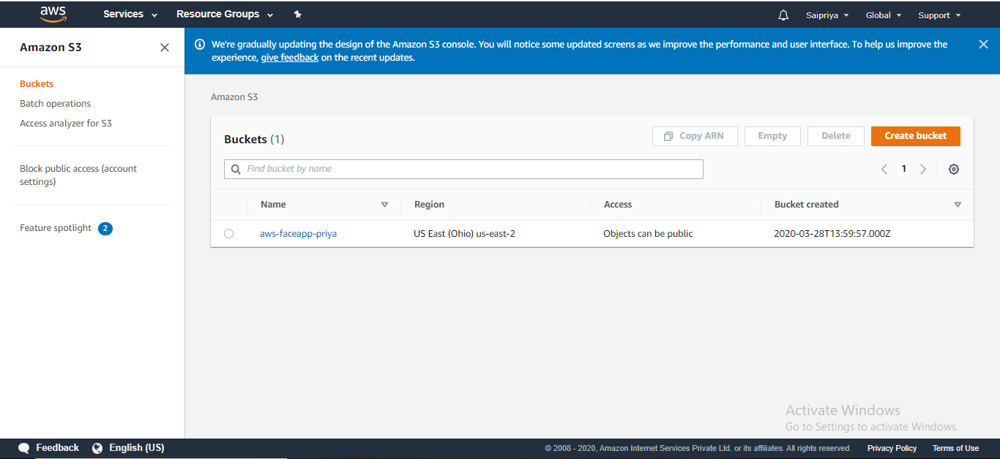 aws Services Resource Groups Saipriya Global Support
Amazon S3
We're gradually updating the design of the Amazon S3 console. You will notice some updated screens as we improve the performance and user interface. To help us improve the
experience, give feedback on the recent updates.
Buckets
Batch operations
Access analyzer for S3
Block public access (account
settings)
Feature spotlight 2
Amazon S3
Buckets (1) Copy ARN Empty Delete Create bucket
Find bucket by name 1
Name Region Access Bucket created
aws-faceapp-priya US East (Ohio) us-east-2 Objects can be public 2020-03-28T13:59:57.000Z
Activate Windows
Go to Settings to activate Windows.
Feedback English (US) © 2008 - 2020, Amazon Internet Services Private Ltd. or its affiliates. All rights reserved. Privacy Policy Terms of Use